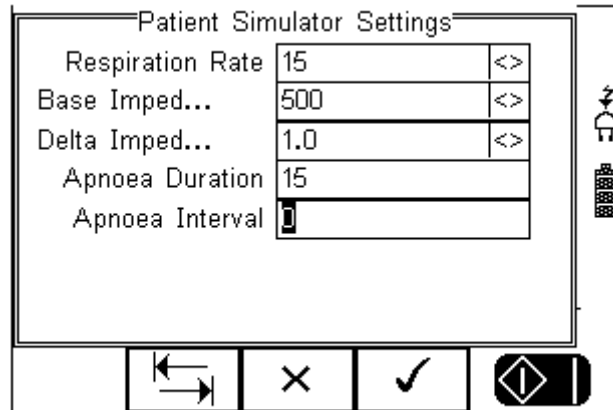 Patient Simulator Settings
Respiration Rate 15 <>
Base Imped... 500 <>
Delta Imped... 1.0 <>
Apnoea Duration 15
Apnoea Interval 0